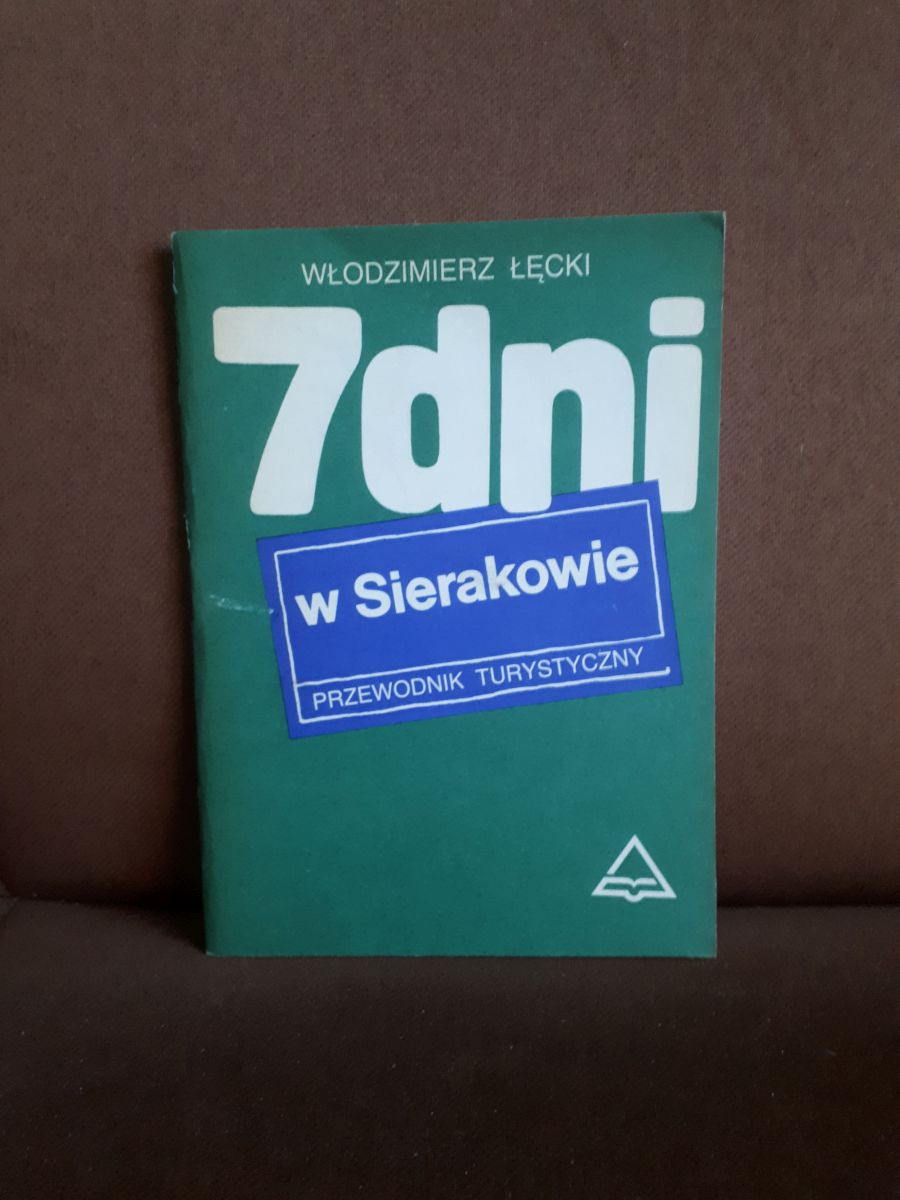 WŁODZIMIERZ ŁĘCKI
7dni
w Sierakowie
PRZEWODNIK TURYSTYCZNY